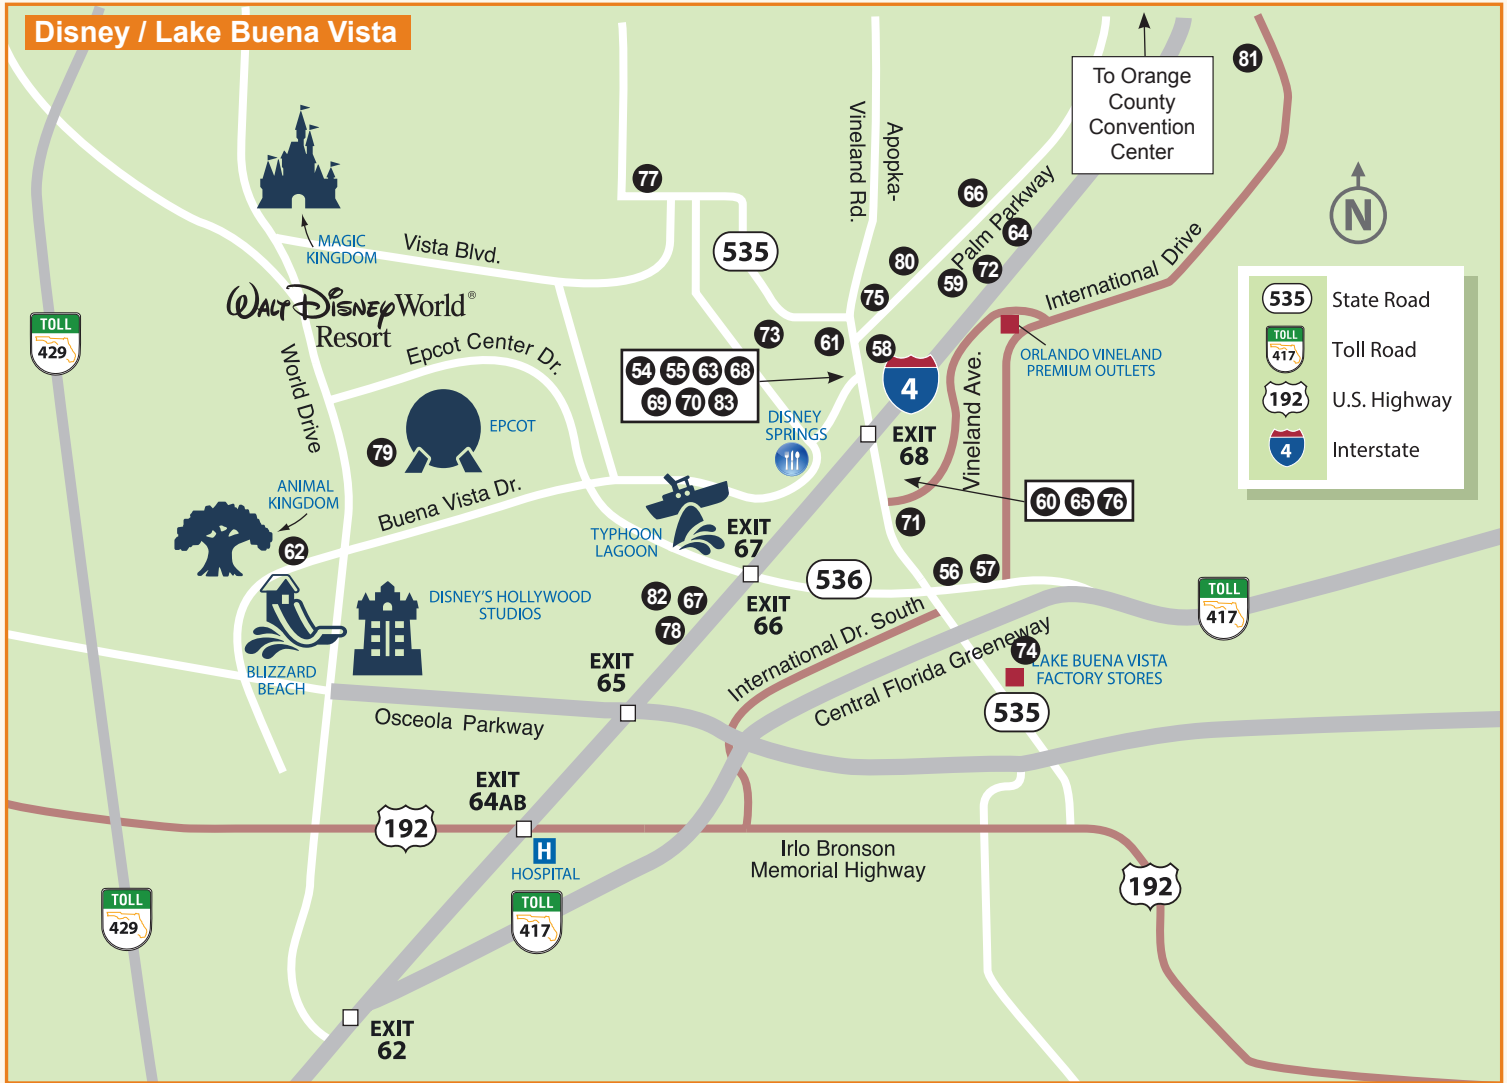 Disney / Lake Buena Vista
To Orange
County
Convention
Center
81
N
77
Apopka-
Vineland Rd.
66
Palm Parkway
64
MAGIC
KINGDOM
Vista Blvd.
535
80
72
59
75
International Drive
WALT DISNEY World®
Resort
TOLL
429
World Drive
Epcot Center Dr.
73
61
58
4
54 55 63 68
69 70 83
ORLANDO VINELAND
PREMIUM OUTLETS
Vineland Ave.
535
State Road
TOLL
417
Toll Road
192
U.S. Highway
4
Interstate
EPCOT
79
DISNEY
SPRINGS
EXIT
68
60 65 76
71
ANIMAL
KINGDOM
62
Buena Vista Dr.
TYPHOON
LAGOON
EXIT
67
536
56
57
EXIT
66
82
67
78
DISNEY'S HOLLYWOOD
STUDIOS
TOLL
417
BLIZZARD
BEACH
EXIT
65
International Dr. South
Central Florida Greeneway
74
LAKE BUENA VISTA
FACTORY STORES
535
Osceola Parkway
EXIT
64AB
192
H
HOSPITAL
Irlo Bronson
Memorial Highway
192
TOLL
429
TOLL
417
EXIT
62